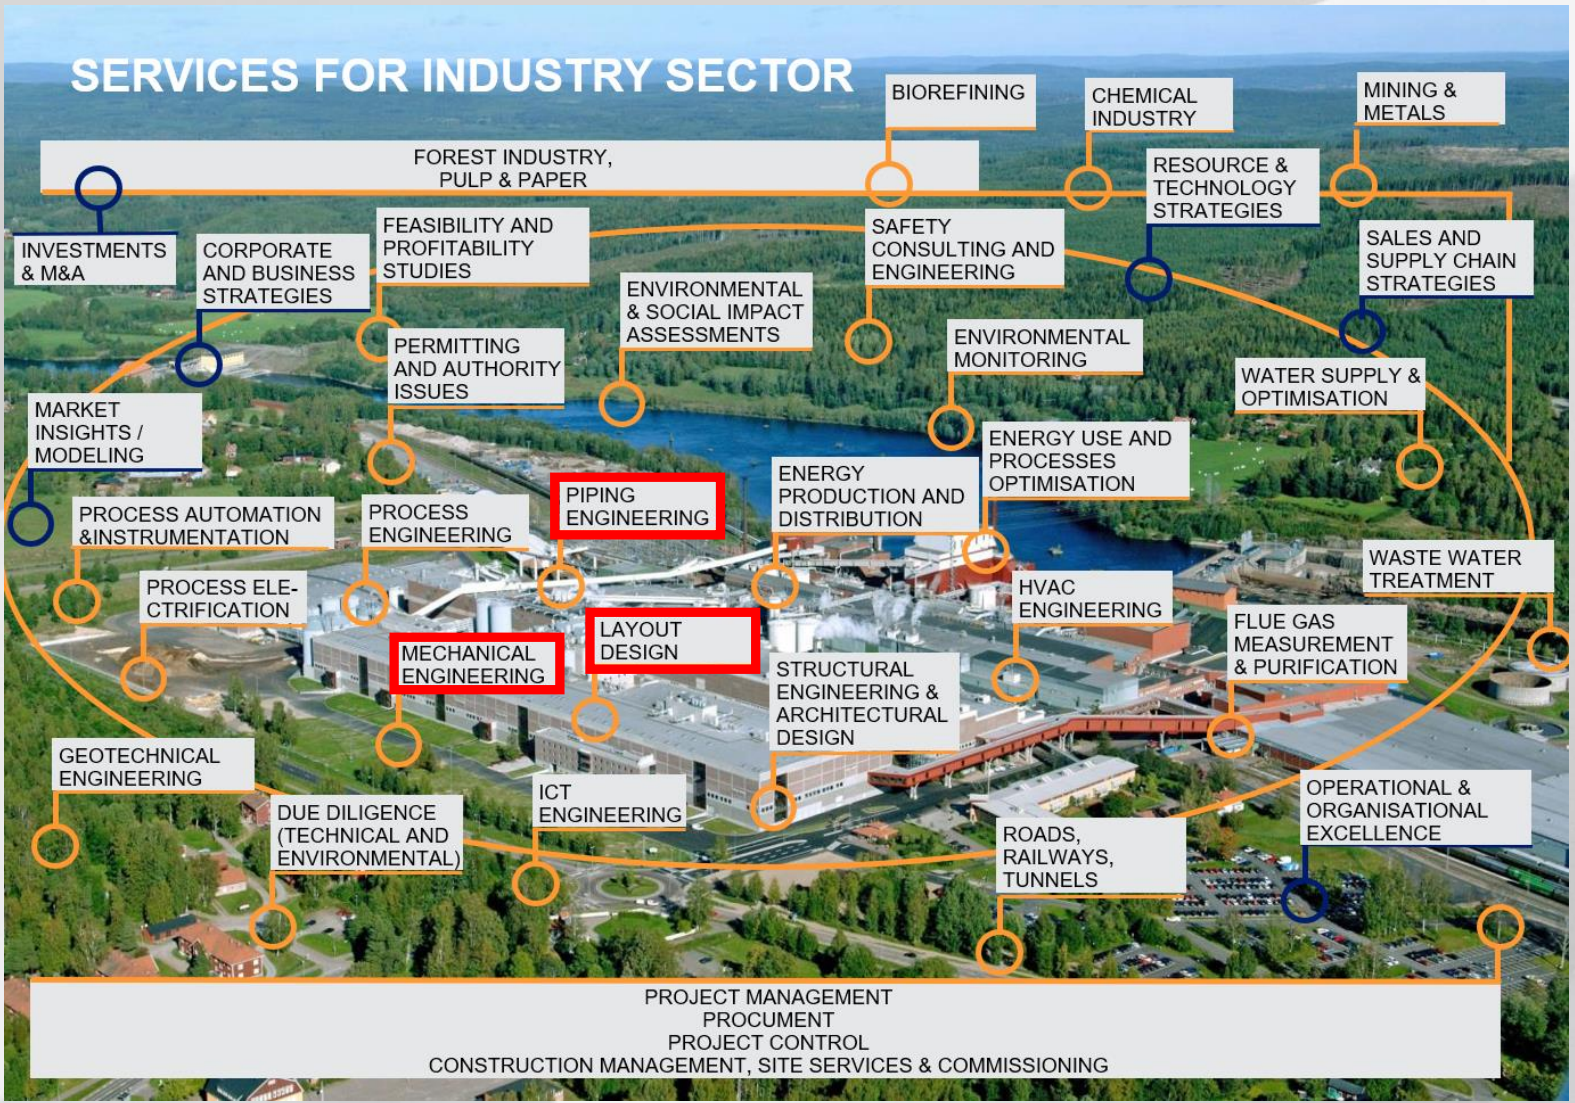 SERVICES FOR INDUSTRY SECTOR
BIOREFINING
CHEMICAL
INDUSTRY
MINING &
METALS
FOREST INDUSTRY,
PULP & PAPER
RESOURCE &
TECHNOLOGY
STRATEGIES
INVESTMENTS
& M&A
CORPORATE
AND BUSINESS
STRATEGIES
FEASIBILITY AND
PROFITABILITY
STUDIES
SAFETY
CONSULTING AND
ENGINEERING
SALES AND
SUPPLY CHAIN
STRATEGIES
ENVIRONMENTAL
& SOCIAL IMPACT
ASSESSMENTS
PERMITTING
AND AUTHORITY
ISSUES
ENVIRONMENTAL
MONITORING
WATER SUPPLY &
OPTIMISATION
MARKET
INSIGHTS /
MODELING
ENERGY USE AND
PROCESSES
OPTIMISATION
PROCESS AUTOMATION
&INSTRUMENTATION
PROCESS
ENGINEERING
PIPING
ENGINEERING
ENERGY
PRODUCTION AND
DISTRIBUTION
WASTE WATER
TREATMENT
PROCESS ELE-
CTRIFICATION
HVAC
ENGINEERING
FLUE GAS
MEASUREMENT
& PURIFICATION
MECHANICAL
ENGINEERING
LAYOUT
DESIGN
STRUCTURAL
ENGINEERING &
ARCHITECTURAL
DESIGN
GEOTECHNICAL
ENGINEERING
DUE DILIGENCE
(TECHNICAL AND
ENVIRONMENTAL)
ICT
ENGINEERING
ROADS,
RAILWAYS,
TUNNELS
OPERATIONAL &
ORGANISATIONAL
EXCELLENCE
PROJECT MANAGEMENT
PROCUMENT
PROJECT CONTROL
CONSTRUCTION MANAGEMENT, SITE SERVICES & COMMISSIONING